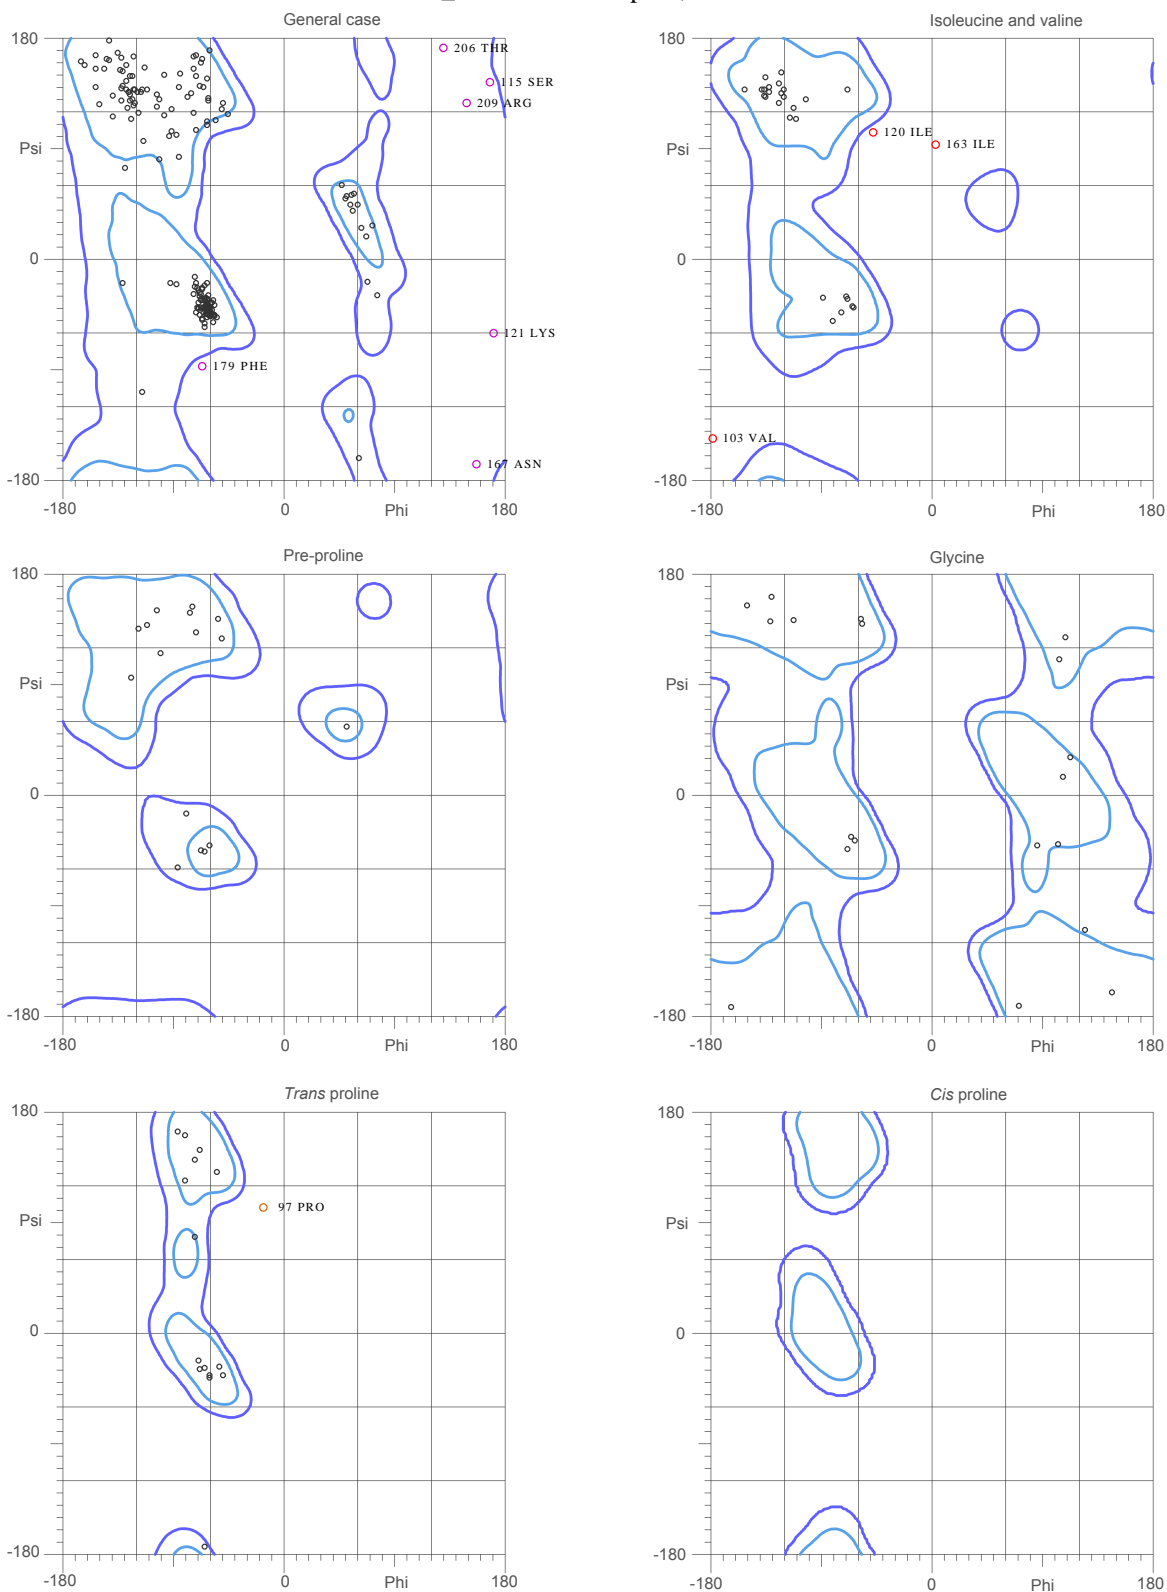 General case
180
Psi
0
-180
-180
0
Phi
180
206 THR
115 SER
209 ARG
121 LYS
179 PHE
167 ASN
Isoleucine and valine
180
Psi
0
-180
-180
0
Phi
180
120 ILE
163 ILE
103 VAL
Pre-proline
180
Psi
0
-180
-180
0
Phi
180
Glycine
180
Psi
0
-180
-180
0
Phi
180
Trans proline
180
Psi
0
-180
-180
0
Phi
180
97 PRO
Cis proline
180
Psi
0
-180
-180
0
Phi
180